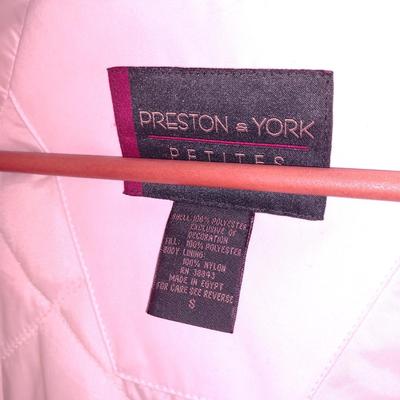 PRESTON & YORK
PETITES
SHELL: 100% POLYESTER
EXCLUSIVE OF
DECORATION
FILL: 100% POLYESTER
BODY LINING:
100% NYLON
RN 38843
MADE IN EGYPT
FOR CARE SEE REVERSE
S